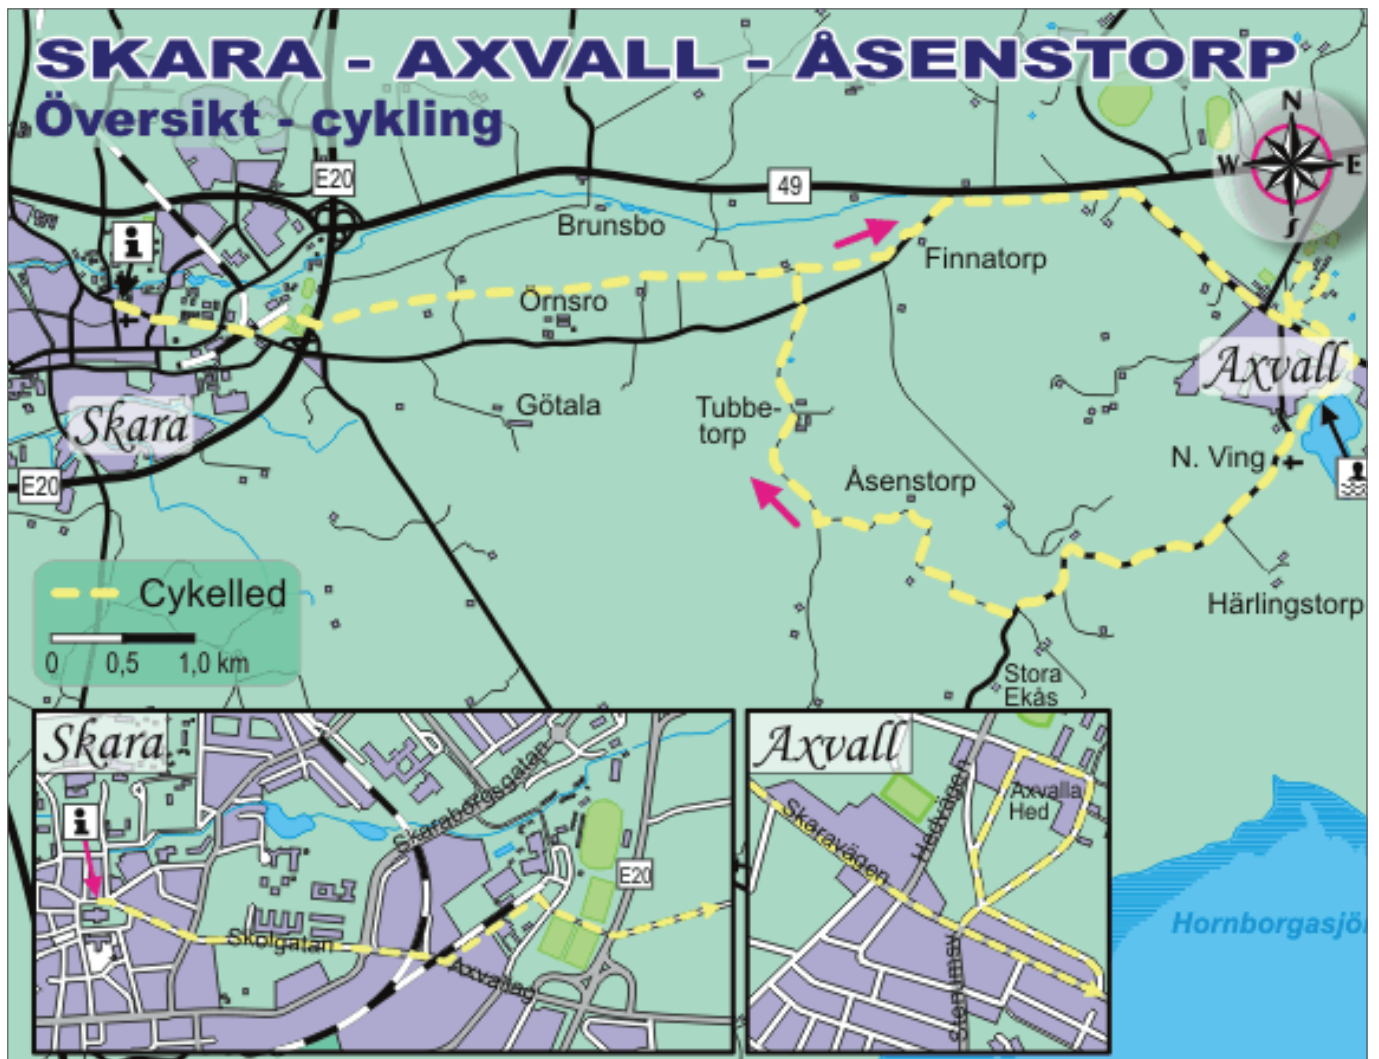 SKARA - AXVALL - ÅSENSTORP
Översikt - cykling
N
W
E
S
E20
49
i
Brunsbo
Finnatorp
Örnsro
Axvall
Götala
Tubbe-
torp
Skara
N. Ving
E20
Åsenstorp
Cykelled
0 0,5 1,0 km
Härlingstorp
Stora
Ekås
Skara
i
Skaraborgsgatan
E20
Skolgatan
Axvallag
Axvall
Hedvägen
Axvalla
Hed
Skaravägen
Stenumsv
Hornborgasjö